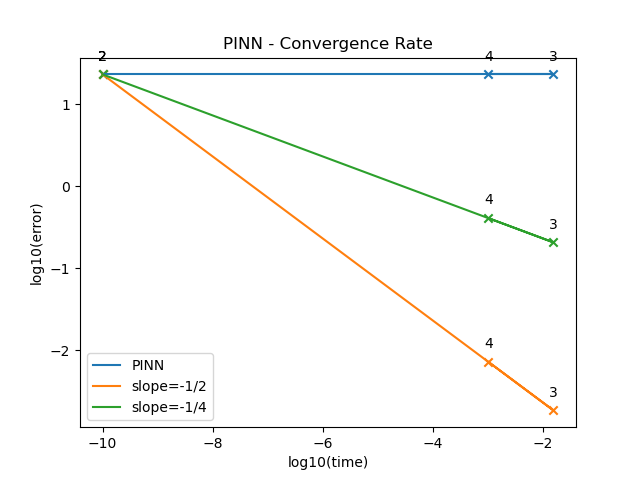 PINN - Convergence Rate
2 4 3
1
0
4
3
−1
−2
4
3
log10(error)
PINN
slope=-1/2
slope=-1/4
−10 −8 −6 −4 −2
log10(time)